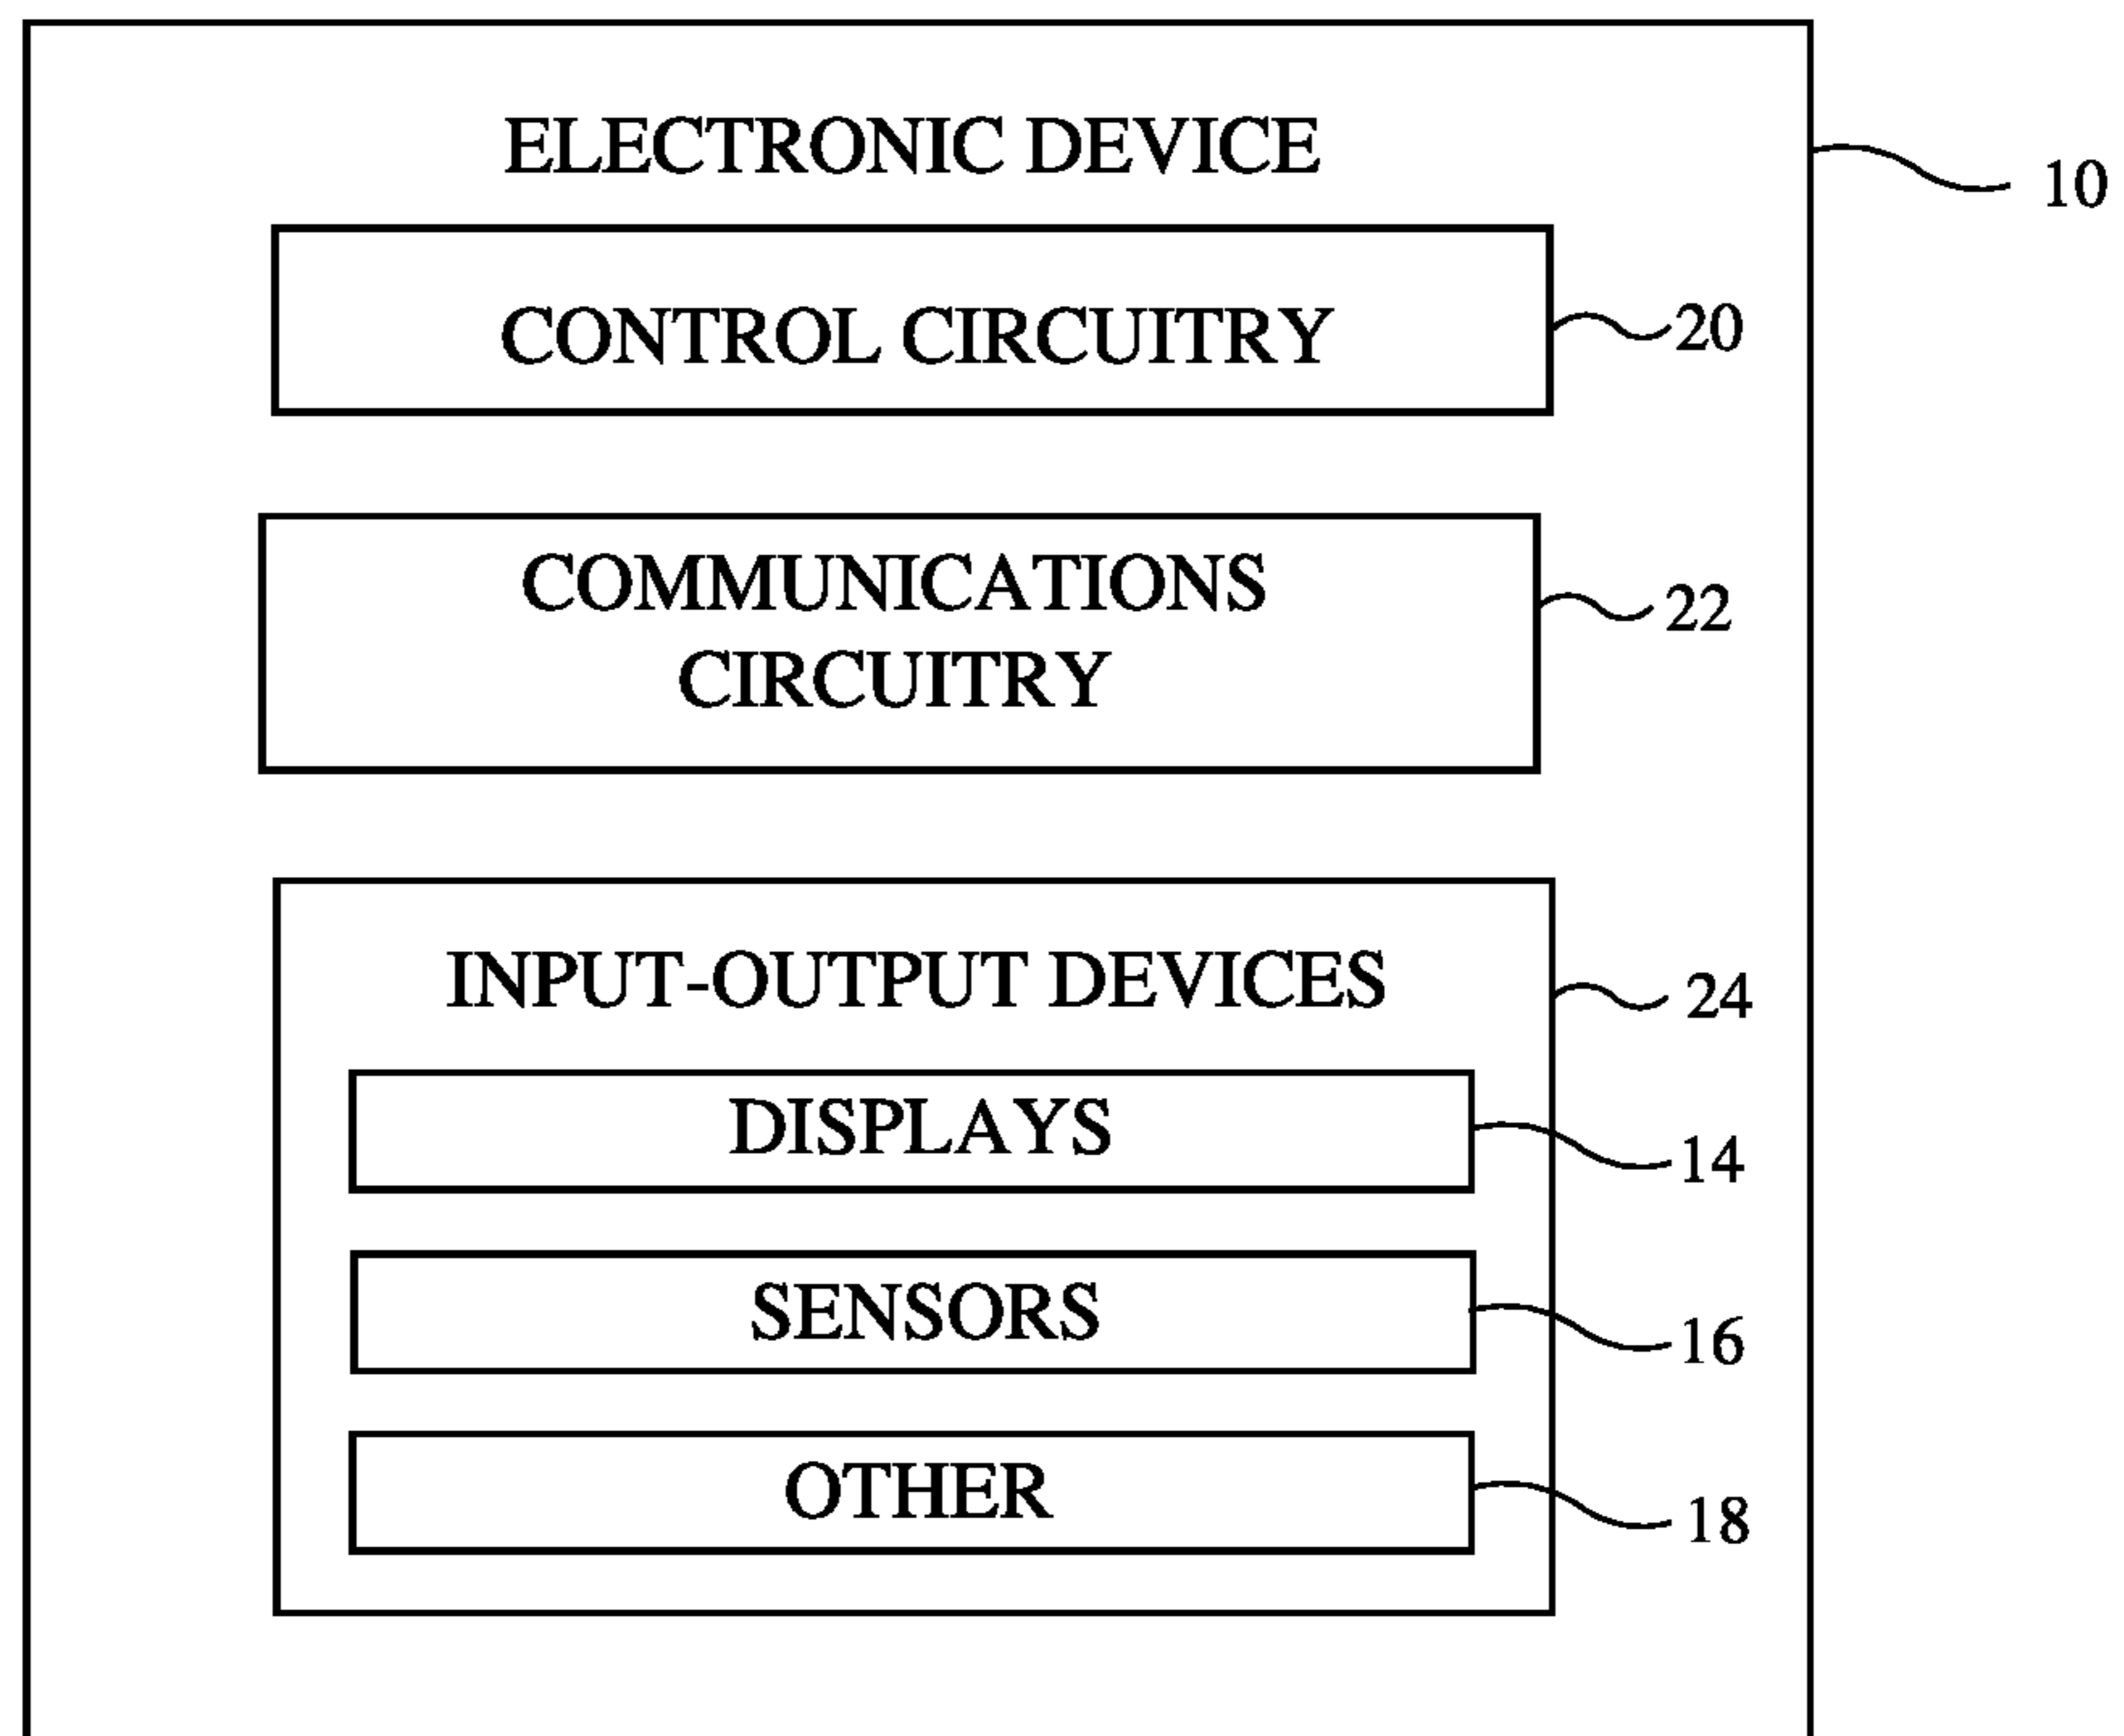 ELECTRONIC DEVICE
10
CONTROL CIRCUITRY
20
COMMUNICATIONS
CIRCUITRY
22
INPUT-OUTPUT DEVICES
24
DISPLAYS
14
SENSORS
16
OTHER
18